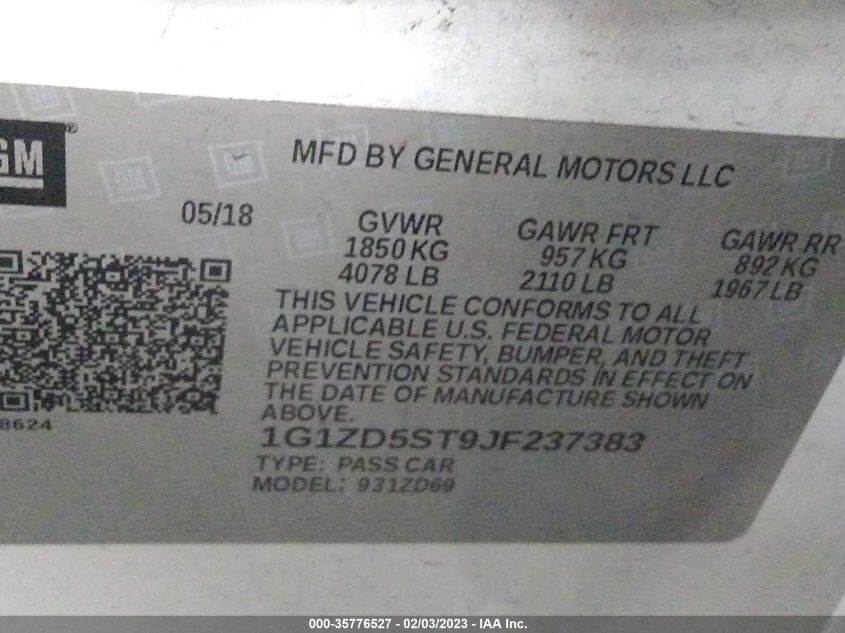 GM®
MFD BY GENERAL MOTORS LLC
05/18
GVWR
1850 KG
4078 LB
GAWR FRT
957 KG
2110 LB
GAWR RR
892 KG
1967 LB
THIS VEHICLE CONFORMS TO ALL
APPLICABLE U.S. FEDERAL MOTOR
VEHICLE SAFETY, BUMPER, AND THEFT
PREVENTION STANDARDS IN EFFECT ON
THE DATE OF MANUFACTURE SHOWN
ABOVE.
8624
1G1ZD5ST9JF237383
TYPE: PASS CAR
MODEL: 931ZD69
000-35776527 - 02/03/2023 - IAA Inc.